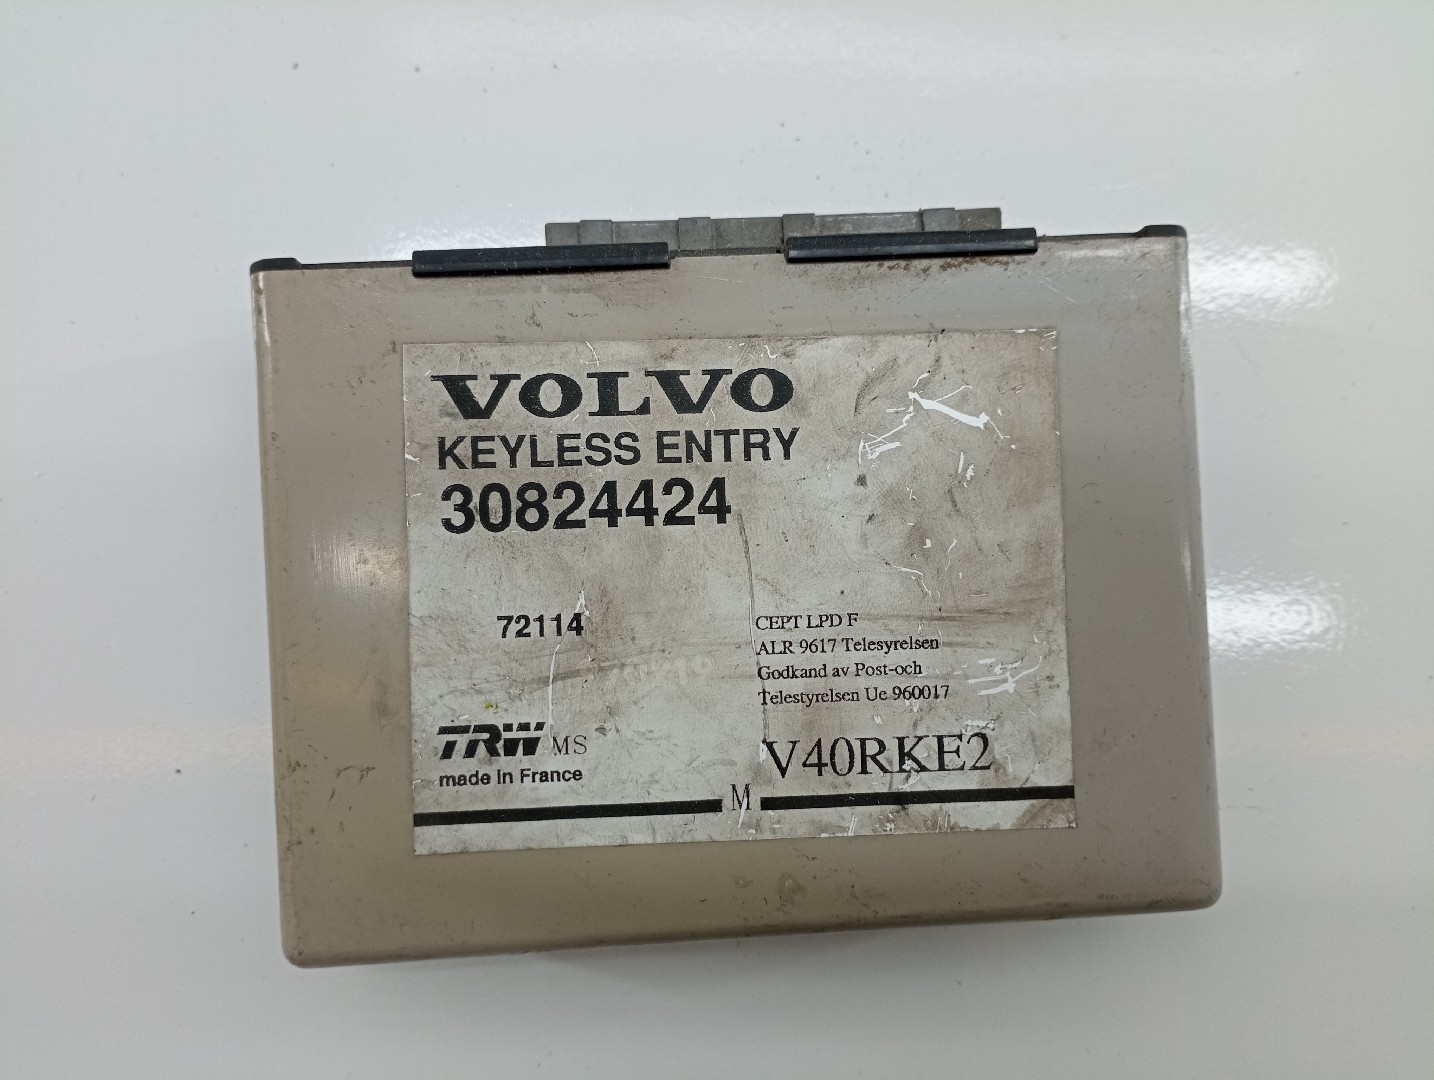 VOLVO
KEYLESS ENTRY
30824424
72114
CEPT LPD F
ALR 9617 Telesyrelsen
Godkand av Post-och
Telestyrelsen Ue 960017
TRW MS
made in France
V40RKE2
M